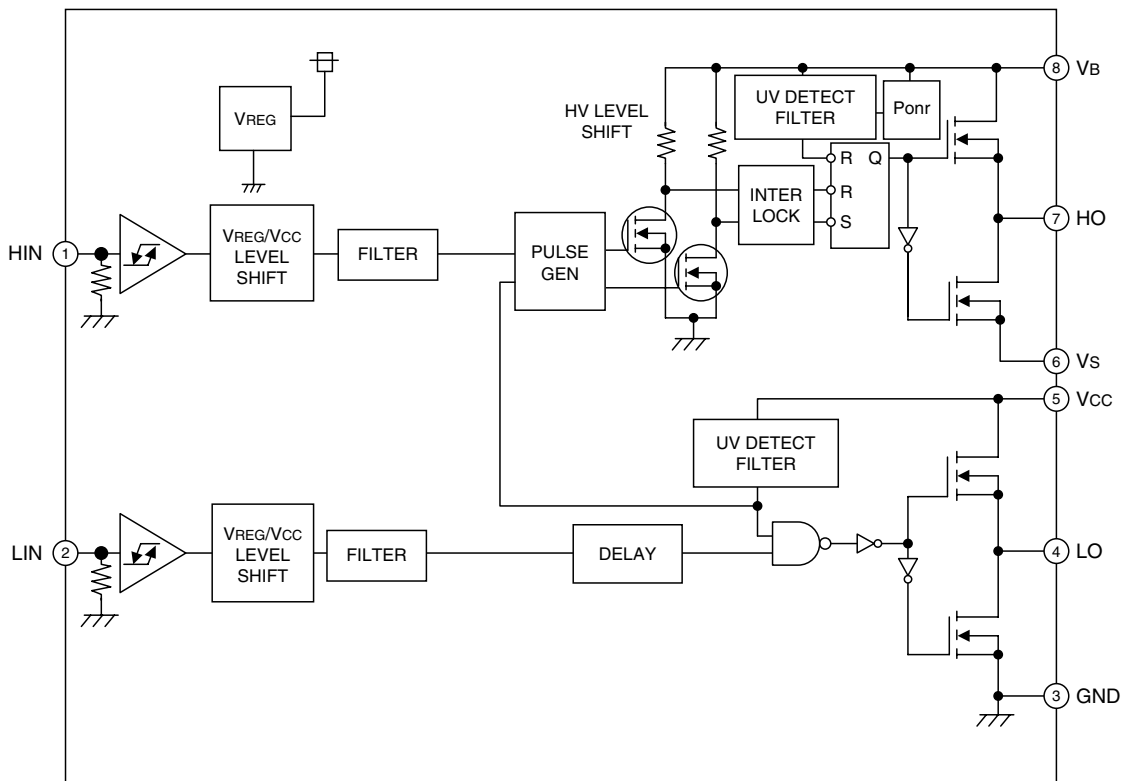 8
VB
VREG
HV LEVEL
SHIFT
UV DETECT
FILTER
Ponr
R
Q
R
S
INTER
LOCK
7
HO
HIN
1
VREG/VCC
LEVEL
SHIFT
FILTER
PULSE
GEN
6
VS
5
VCC
UV DETECT
FILTER
LIN
2
VREG/VCC
LEVEL
SHIFT
FILTER
DELAY
4
LO
3
GND